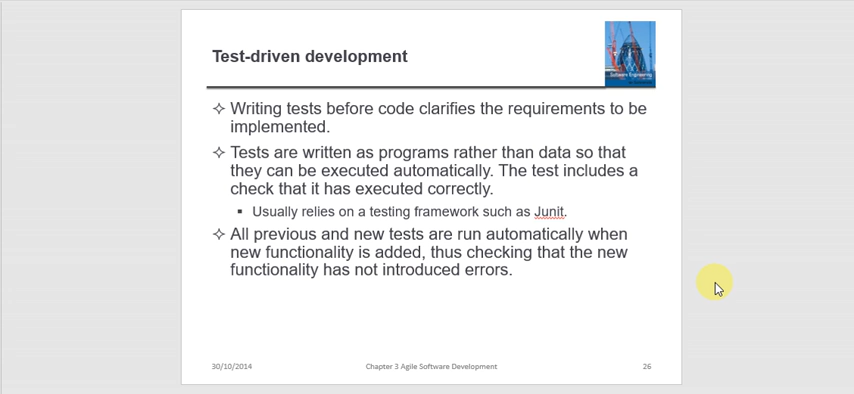 Test-driven development
Software Engineering
✧ Writing tests before code clarifies the requirements to be
implemented.
✧ Tests are written as programs rather than data so that
they can be executed automatically. The test includes a
check that it has executed correctly.
▪ Usually relies on a testing framework such as Junit.
✧ All previous and new tests are run automatically when
new functionality is added, thus checking that the new
functionality has not introduced errors.
30/10/2014 Chapter 3 Agile Software Development 26